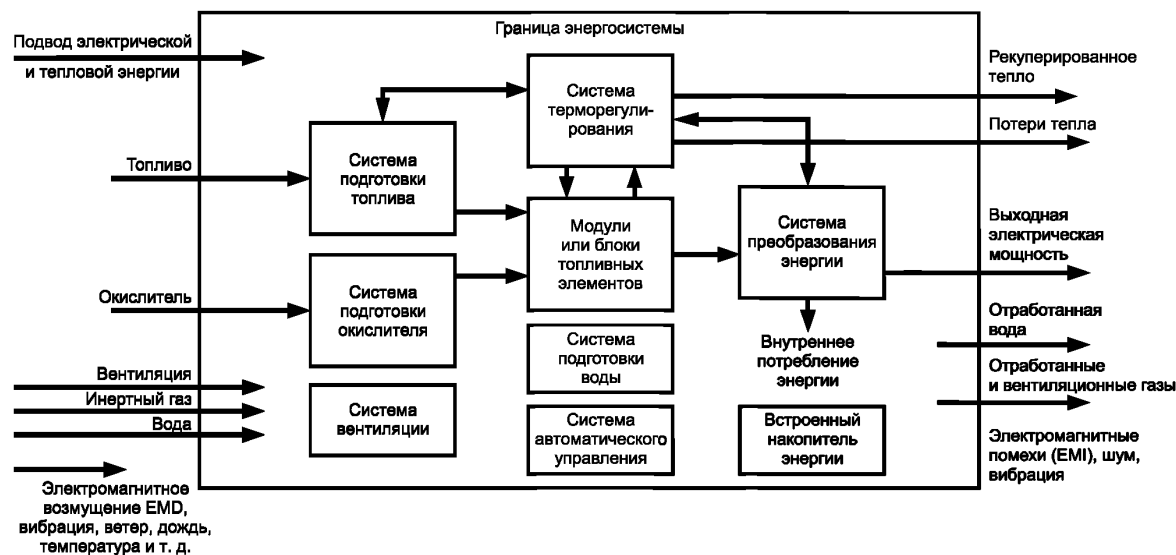 Граница энергосистемы
Подвод электрической
и тепловой энергии
Топливо
Окислитель
Вентиляция
Инертный газ
Вода
Электромагнитное
возмущение EMD,
вибрация, ветер, дождь,
температура и т. д.
Система
подготовки
топлива
Система
подготовки
окислителя
Система
вентиляции
Система
терморегули-
рования
Модули
или блоки
топливных
элементов
Система
подготовки
воды
Система
автоматического
управления
Система
преобразования
энергии
Внутреннее
потребление
энергии
Встроенный
накопитель
энергии
Рекуперированное
тепло
Потери тепла
Выходная
электрическая
мощность
Отработанная
вода
Отработанные
и вентиляционные газы
Электромагнитные
помехи (EMI), шум,
вибрация